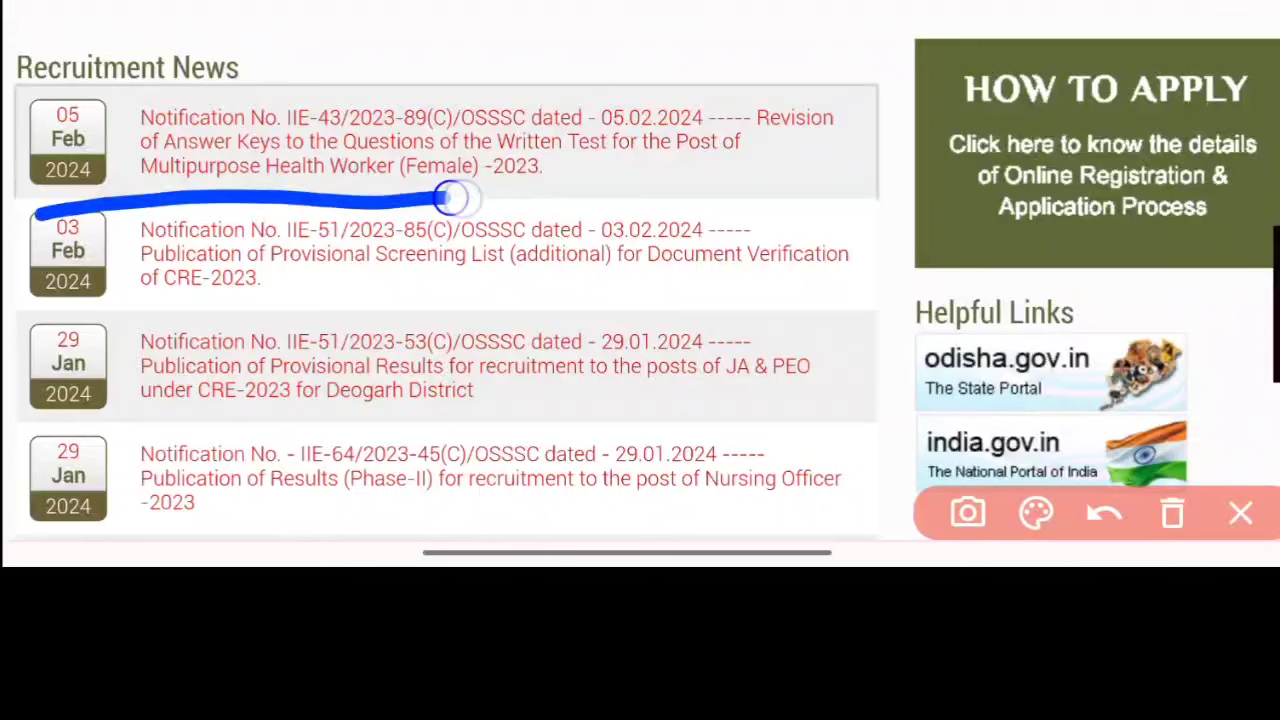 Recruitment News
05
Feb
2024
Notification No. IIE-43/2023-89(C)/OSSSC dated - 05.02.2024 ----- Revision
of Answer Keys to the Questions of the Written Test for the Post of
Multipurpose Health Worker (Female) -2023.
03
Feb
2024
Notification No. IIE-51/2023-85(C)/OSSSC dated - 03.02.2024 -----
Publication of Provisional Screening List (additional) for Document Verification
of CRE-2023.
29
Jan
2024
Notification No. IIE-51/2023-53(C)/OSSSC dated - 29.01.2024 -----
Publication of Provisional Results for recruitment to the posts of JA & PEO
under CRE-2023 for Deogarh District
29
Jan
2024
Notification No. - IIE-64/2023-45(C)/OSSSC dated - 29.01.2024 -----
Publication of Results (Phase-II) for recruitment to the post of Nursing Officer
-2023
HOW TO APPLY
Click here to know the details
of Online Registration &
Application Process
Helpful Links
odisha.gov.in
The State Portal
india.gov.in
The National Portal of India